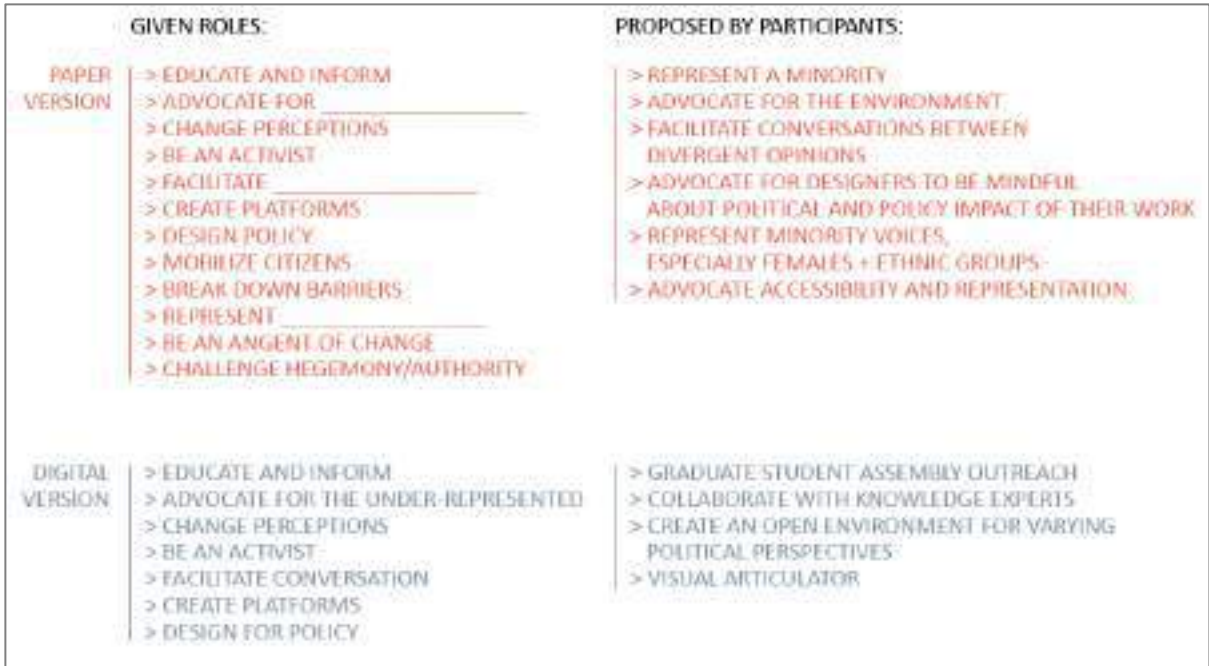 GIVEN ROLES:
PROPOSED BY PARTICIPANTS:
PAPER VERSION
> EDUCATE AND INFORM
> ADVOCATE FOR ____________________
> CHANGE PERCEPTIONS
> BE AN ACTIVIST
> FACILITATE ____________________
> CREATE PLATFORMS
> DESIGN POLICY
> MOBILIZE CITIZENS
> BREAK DOWN BARRIERS
> REPRESENT ____________________
> BE AN ANGENT OF CHANGE
> CHALLENGE HEGEMONY/AUTHORITY
> REPRESENT A MINORITY
> ADVOCATE FOR THE ENVIRONMENT
> FACILITATE CONVERSATIONS BETWEEN
DIVERGENT OPINIONS
> ADVOCATE FOR DESIGNERS TO BE MINDFUL
ABOUT POLITICAL AND POLICY IMPACT OF THEIR WORK
> REPRESENT MINORITY VOICES,
ESPECIALLY FEMALES + ETHNIC GROUPS
> ADVOCATE ACCESSIBILITY AND REPRESENTATION
DIGITAL VERSION
> EDUCATE AND INFORM
> ADVOCATE FOR THE UNDER-REPRESENTED
> CHANGE PERCEPTIONS
> BE AN ACTIVIST
> FACILITATE CONVERSATION
> CREATE PLATFORMS
> DESIGN FOR POLICY
> GRADUATE STUDENT ASSEMBLY OUTREACH
> COLLABORATE WITH KNOWLEDGE EXPERTS
> CREATE AN OPEN ENVIRONMENT FOR VARYING
POLITICAL PERSPECTIVES
> VISUAL ARTICULATOR